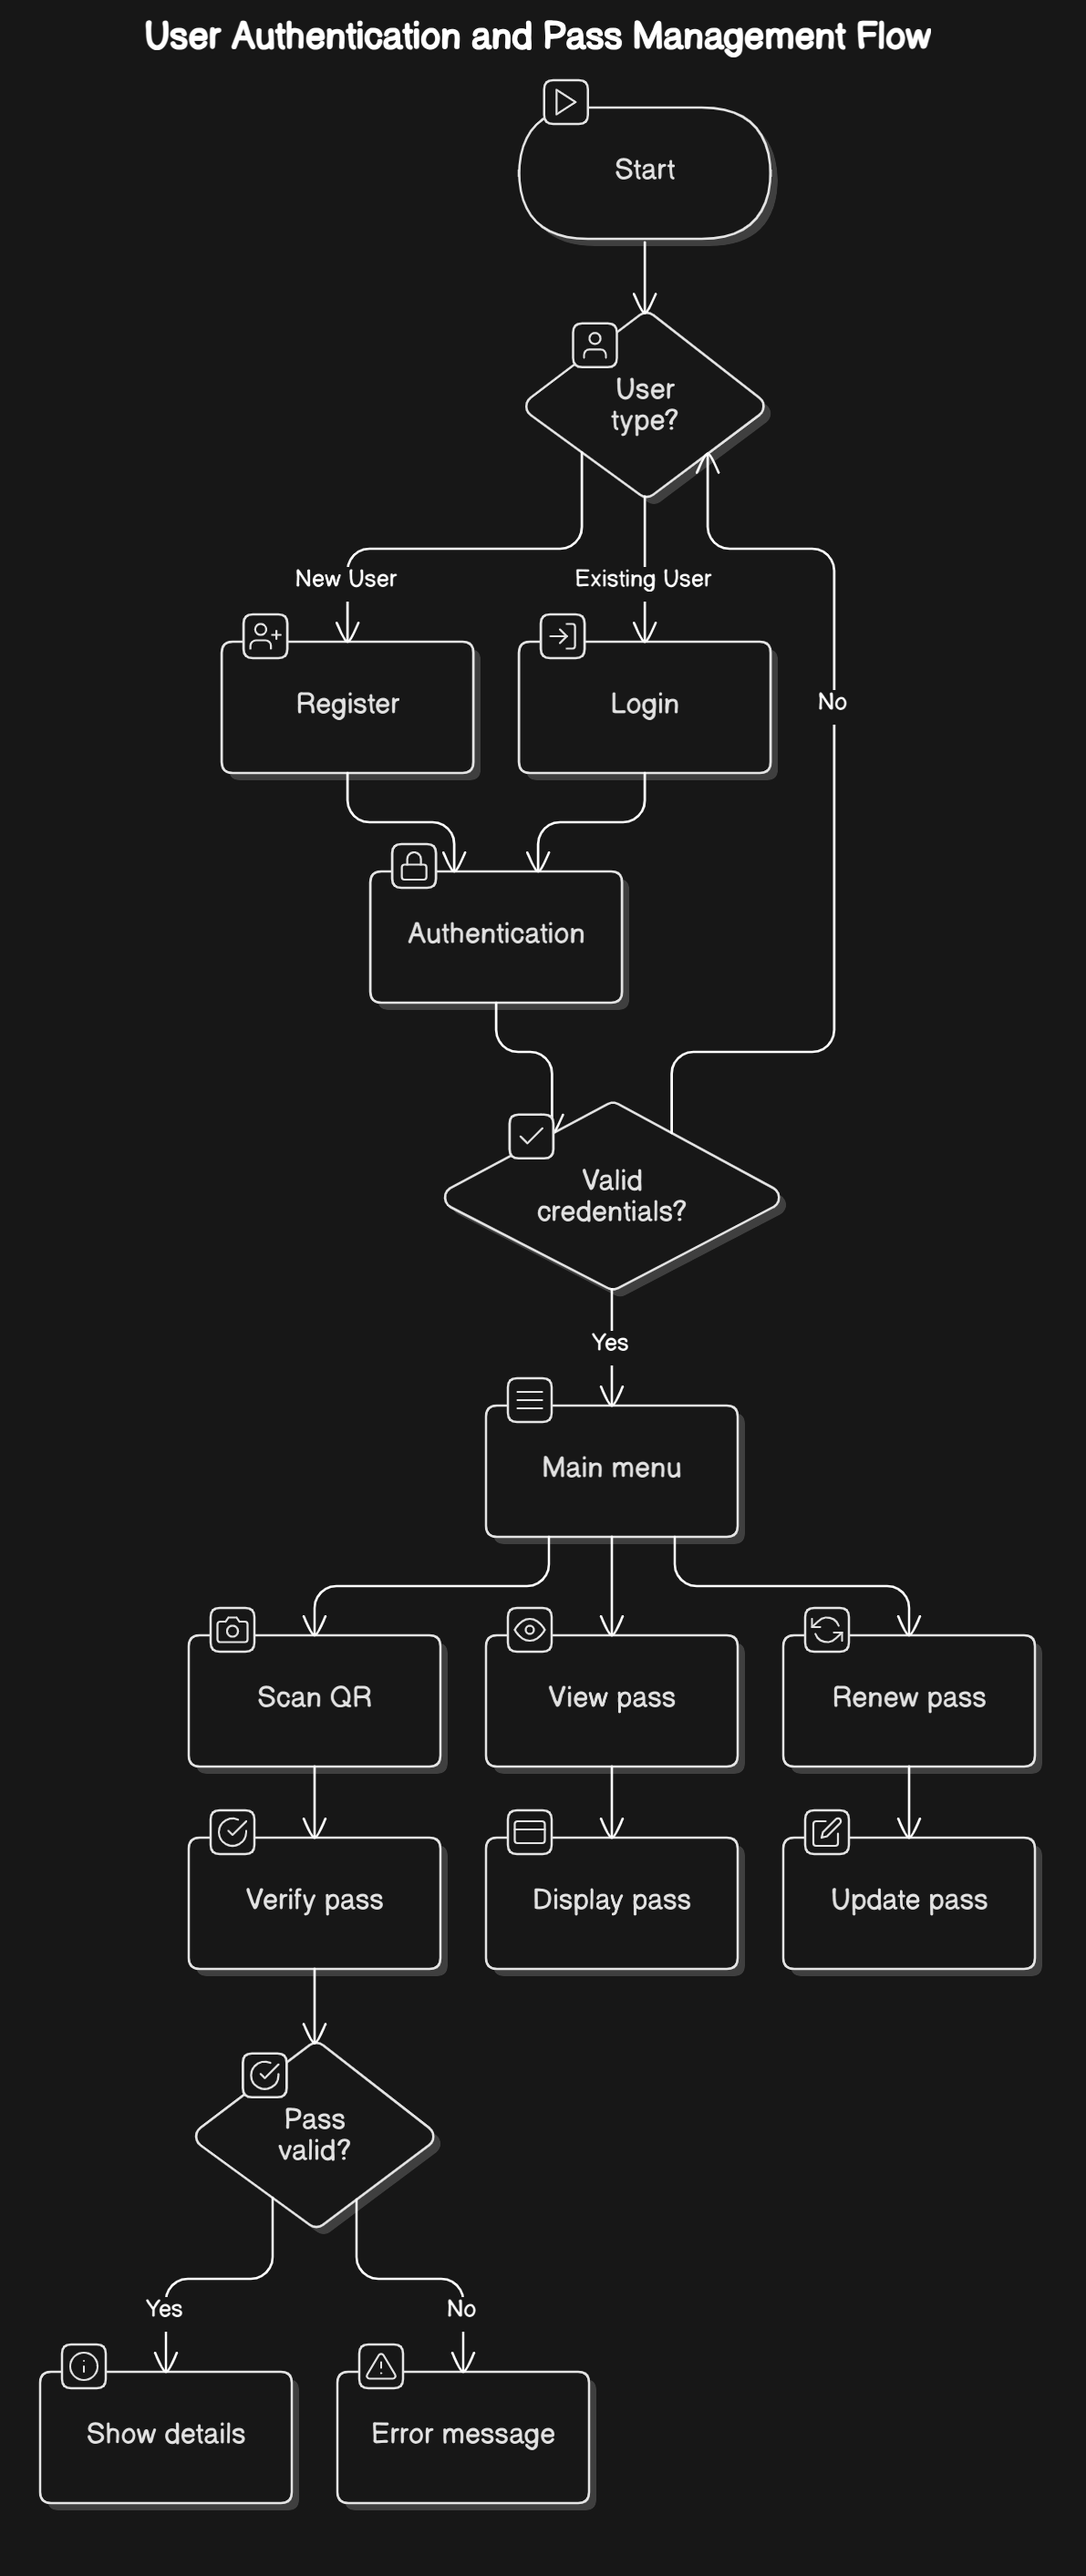 User Authentication and Pass Management Flow
Start
User
type?
New User
Existing User
Register
Login
No
Authentication
Valid
credentials?
Yes
Main menu
Scan QR
View pass
Renew pass
Verify pass
Display pass
Update pass
Pass
valid?
Yes
No
Show details
Error message